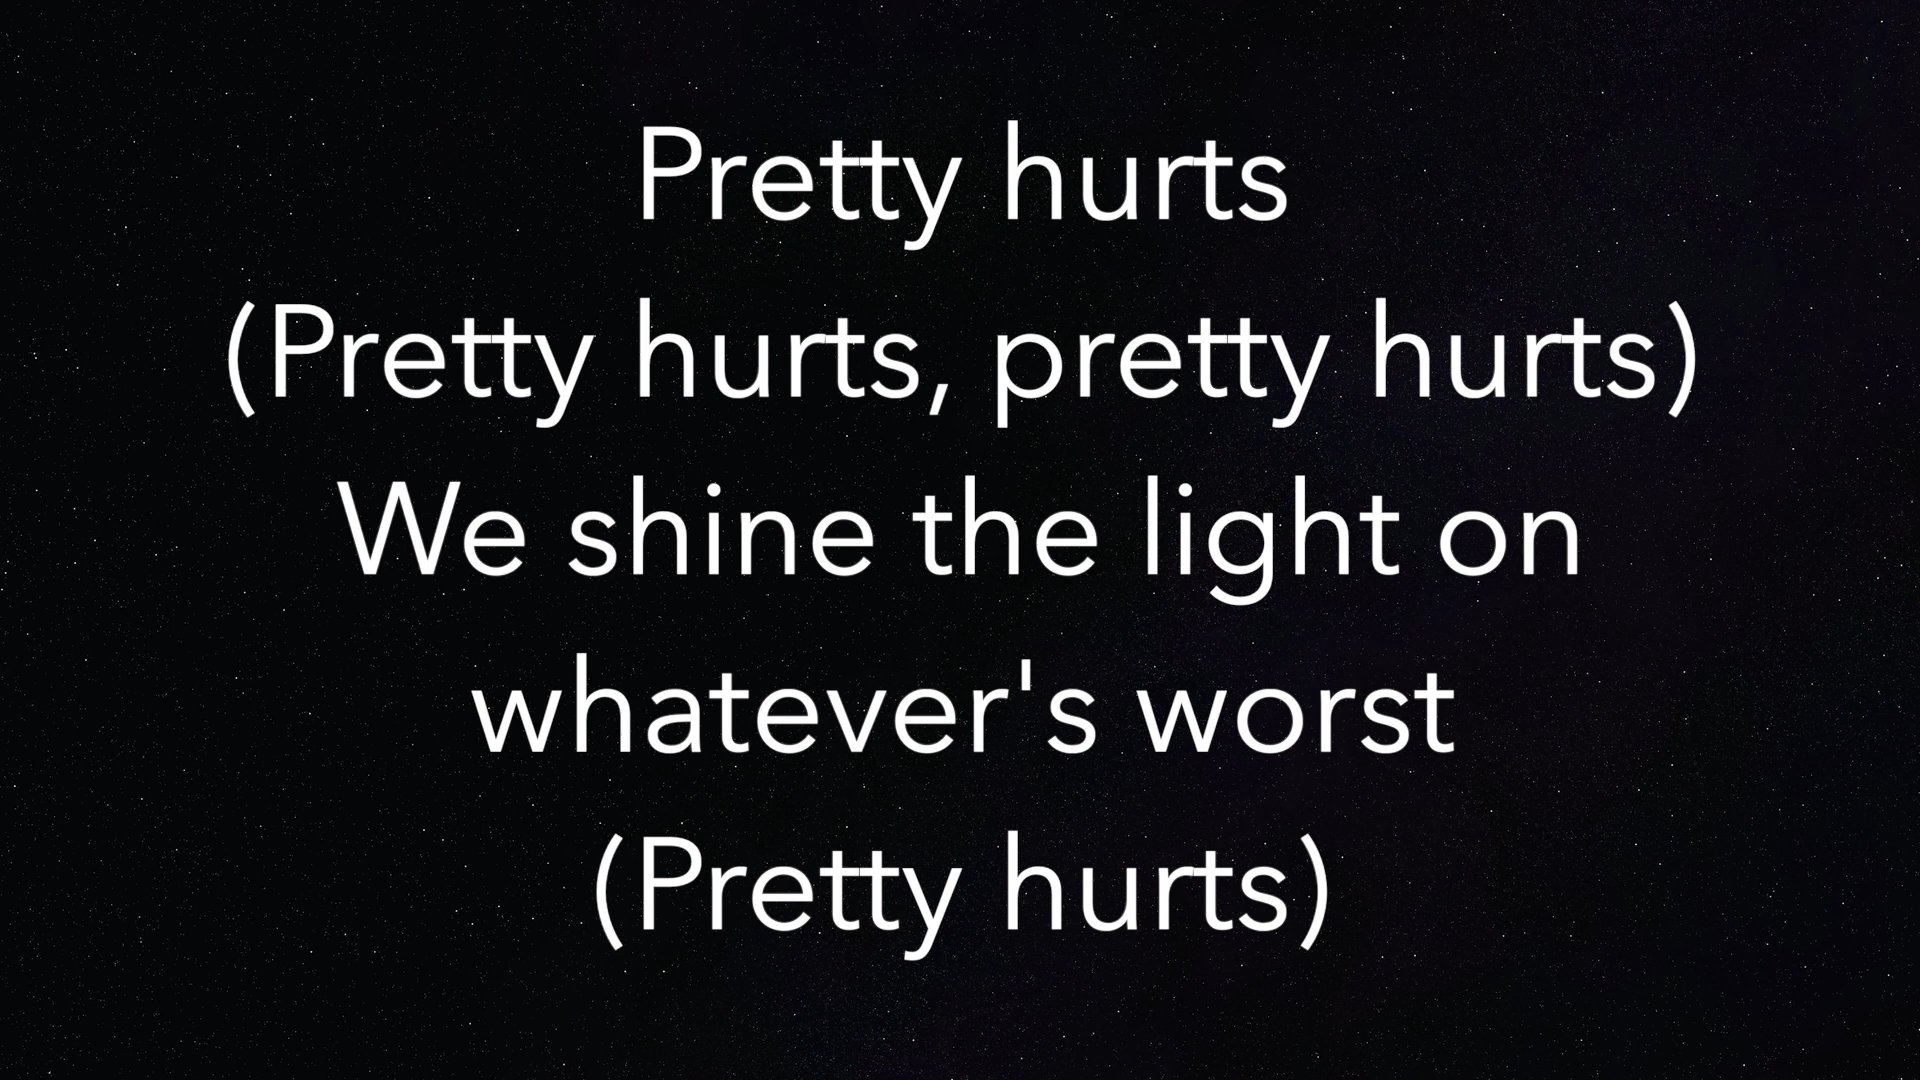 Pretty hurts
(Pretty hurts, pretty hurts)
We shine the light on
whatever's worst
(Pretty hurts)